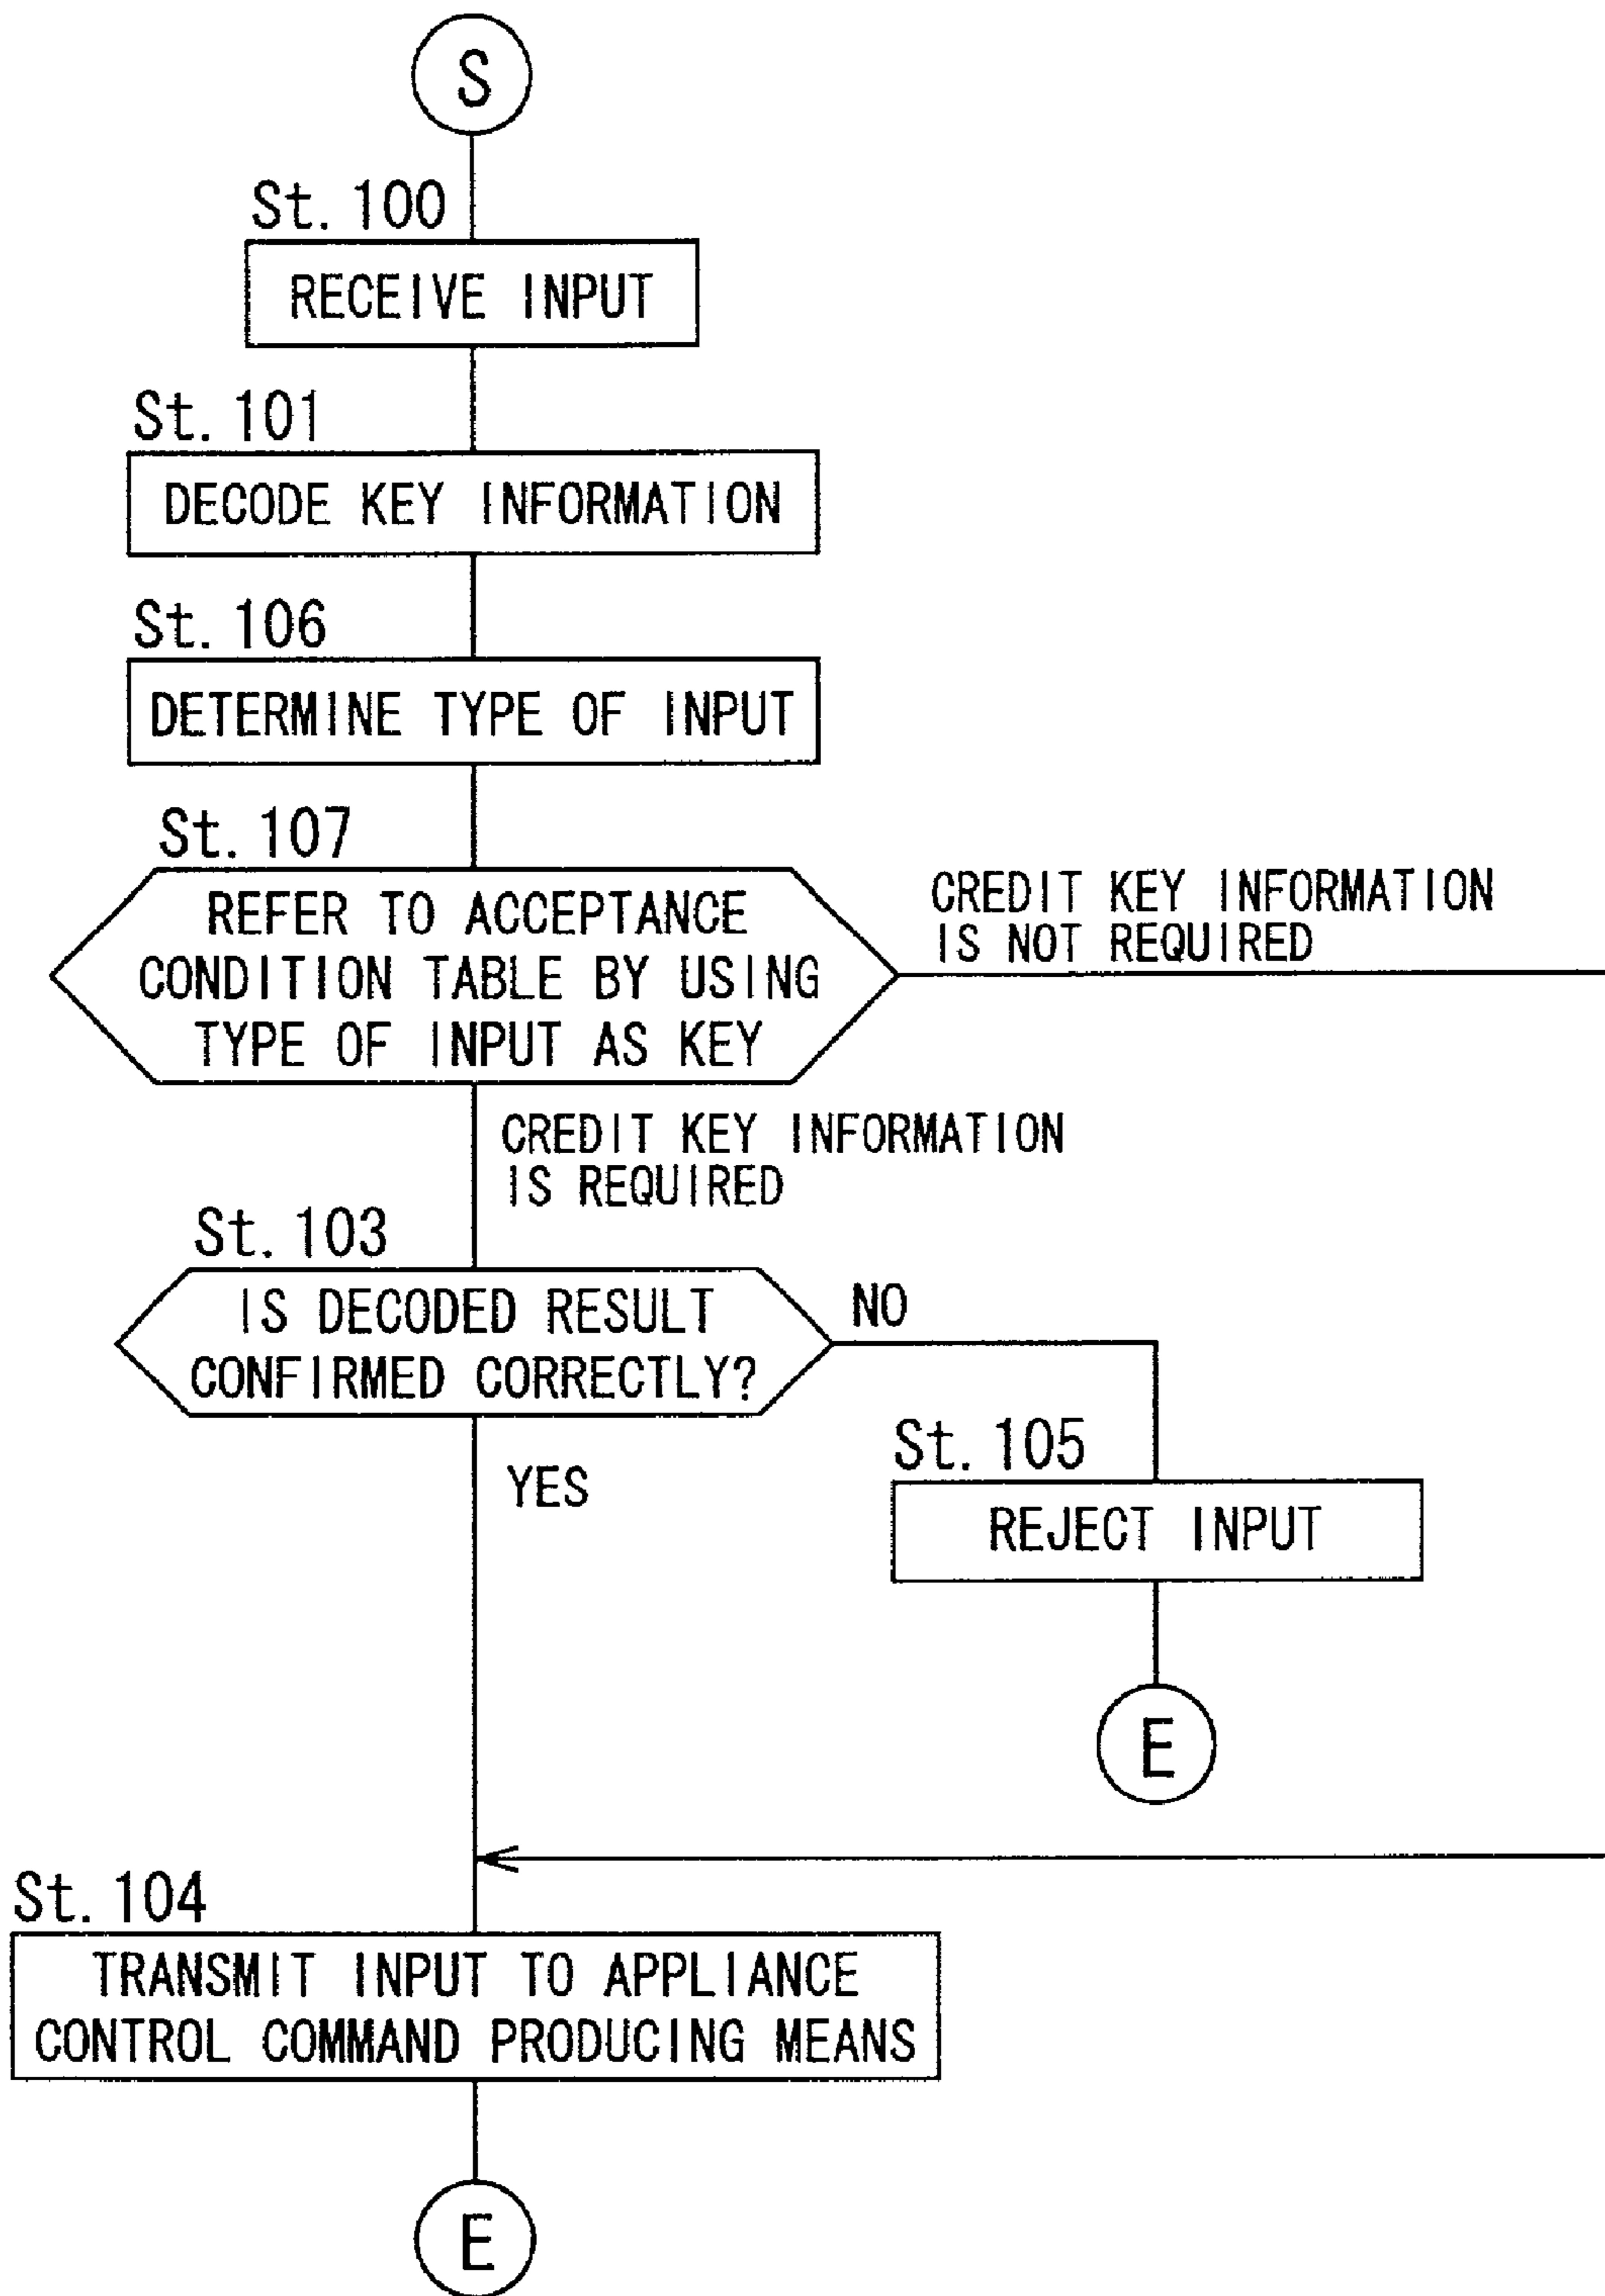 S
St. 100
RECEIVE INPUT
St. 101
DECODE KEY INFORMATION
St. 106
DETERMINE TYPE OF INPUT
St. 107
REFER TO ACCEPTANCE
CONDITION TABLE BY USING
TYPE OF INPUT AS KEY
CREDIT KEY INFORMATION
IS NOT REQUIRED
CREDIT KEY INFORMATION
IS REQUIRED
St. 103
IS DECODED RESULT
CONFIRMED CORRECTLY?
NO
YES
St. 105
REJECT INPUT
E
St. 104
TRANSMIT INPUT TO APPLIANCE
CONTROL COMMAND PRODUCING MEANS
E